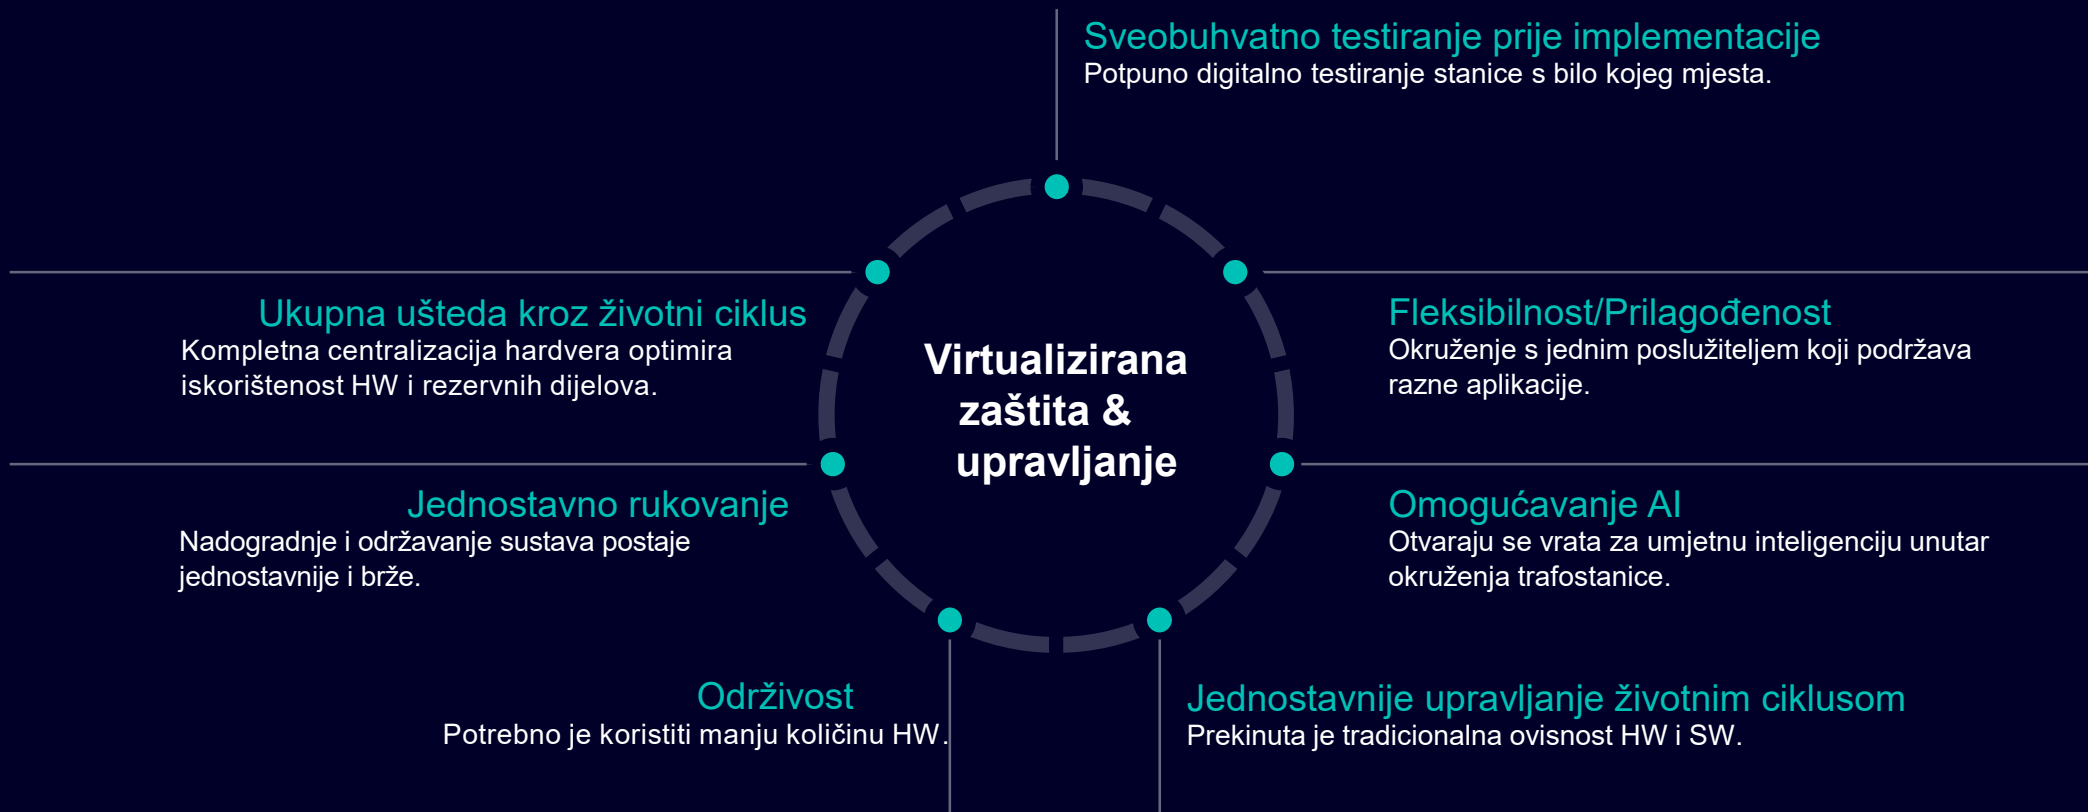 Sveobuhvatno testiranje prije implementacije
Potpuno digitalno testiranje stanice s bilo kojeg mjesta.
Ukupna ušteda kroz životni ciklus
Kompletna centralizacija hardvera optimira
iskorištenost HW i rezervnih dijelova.
Fleksibilnost/Prilagođenost
Okruženje s jednim poslužiteljem koji podržava
razne aplikacije.
Virtualizirana
zaštita &
upravljanje
Jednostavno rukovanje
Nadogradnje i održavanje sustava postaje
jednostavnije i brže.
Omogućavanje AI
Otvaraju se vrata za umjetnu inteligenciju unutar
okruženja trafostanice.
Održivost
Potrebno je koristiti manju količinu HW.
Jednostavnije upravljanje životnim ciklusom
Prekinuta je tradicionalna ovisnost HW i SW.